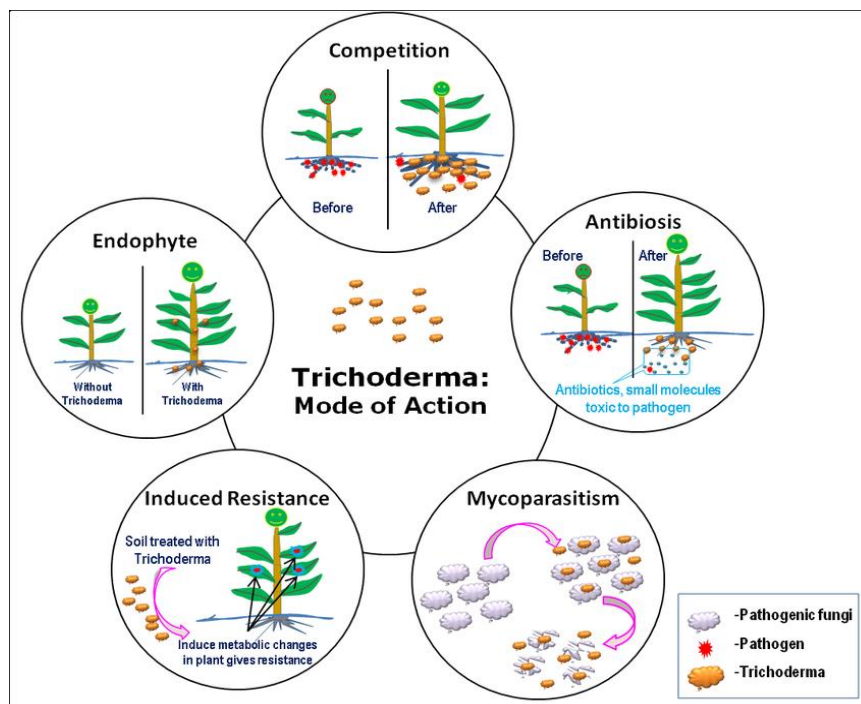 Competition
Before
After
Endophyte
Without
Trichoderma
With
Trichoderma
Antibiosis
Before
After
Antibiotics, small molecules
toxic to pathogen
Trichoderma:
Mode of Action
Induced Resistance
Soil treated with
Trichoderma
Induce metabolic changes
in plant gives resistance
Mycoparasitism
-Pathogenic fungi
-Pathogen
-Trichoderma